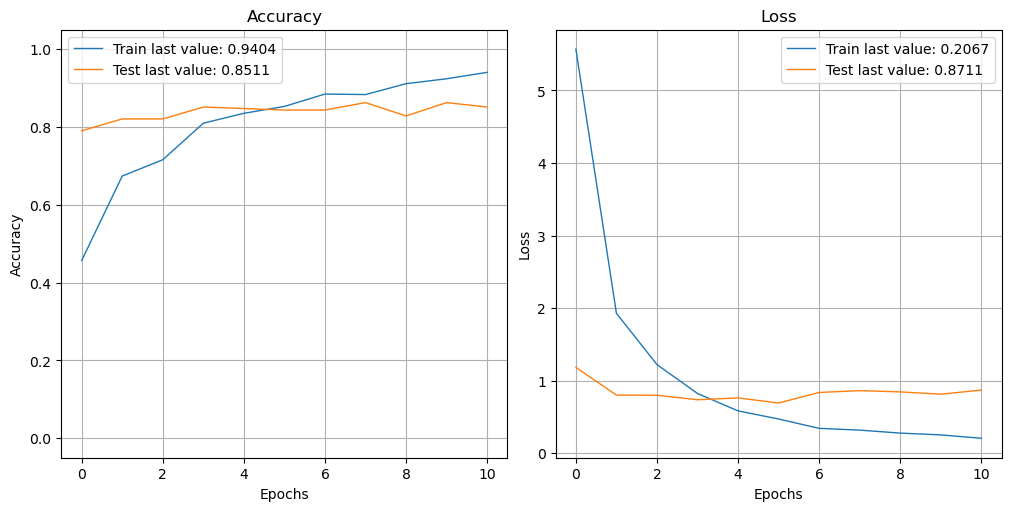 Accuracy
Train last value: 0.9404
Test last value: 0.8511
1.0
0.8
0.6
0.4
0.2
0.0
Accuracy
0 2 4 6 8 10
Epochs
Loss
Train last value: 0.2067
Test last value: 0.8711
5
4
3
2
1
0
Loss
0 2 4 6 8 10
Epochs